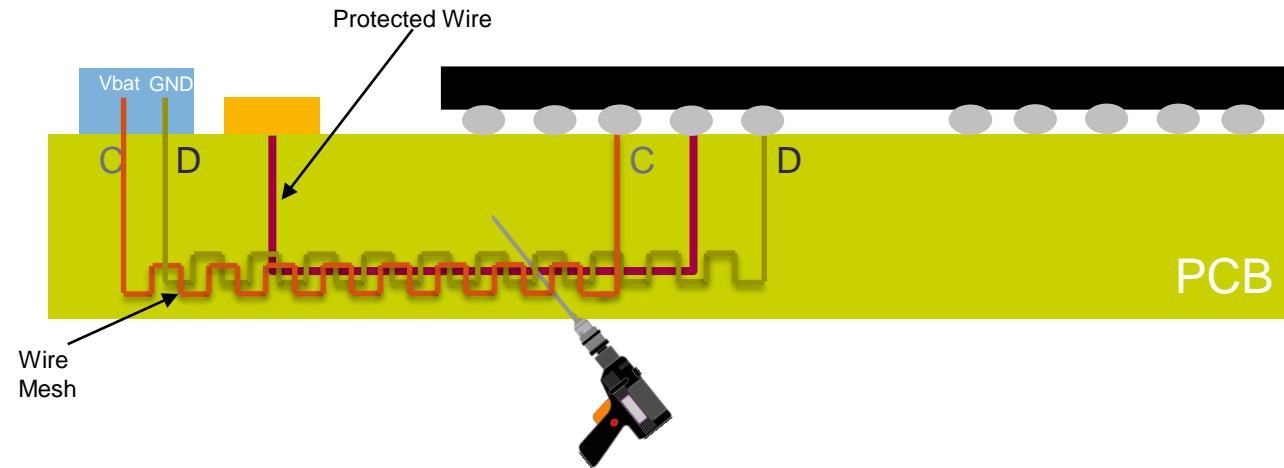 Protected Wire
Vbat GND
C D
C D
PCB
Wire
Mesh